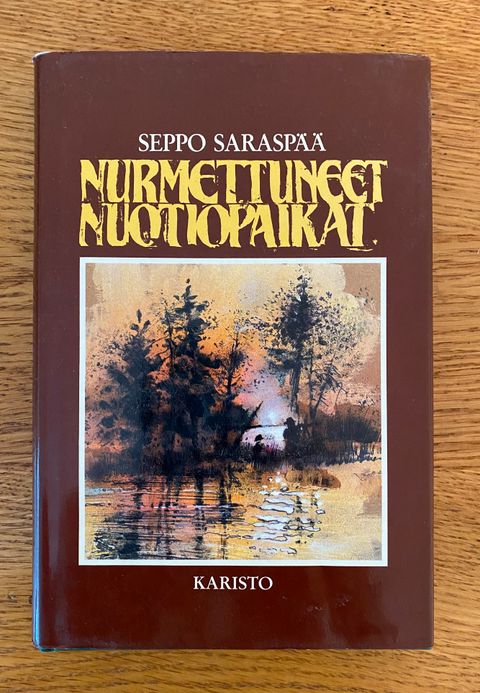 SEPPO SARASPÄÄ
NURMETTUNEET
NUOTIOPAIKAT
KARISTO